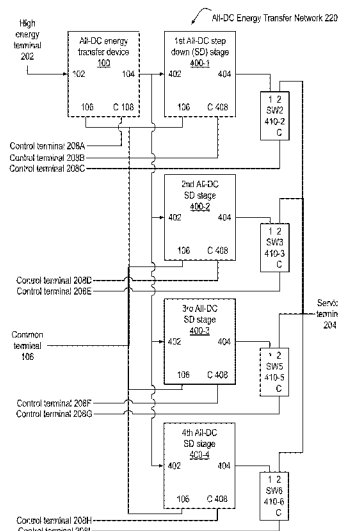 All-DC Energy Transfer Network 220
High
energy
terminal
202
All-DC energy
transfer device
100
102 104
106 C 108
1st All-DC step
down (SD) stage
400-1
402 404
106 C 408
1 2
SW2
410-2
C
Control terminal 208A
Control terminal 208B
Control terminal 208C
2nd All-DC
SD stage
400-2
402 404
106 C 408
1 2
SW3
410-3
C
Control terminal 208D
Control terminal 208E
Service
terminal
204
Common
terminal
106
3rd All-DC
SD stage
400-3
402 404
106 C 408
1 2
SW5
410-5
C
Control terminal 208F
Control terminal 208G
4th All-DC
SD stage
400-4
402 404
106 C 408
1 2
SW6
410-6
C
Control terminal 208H
Control terminal 208I